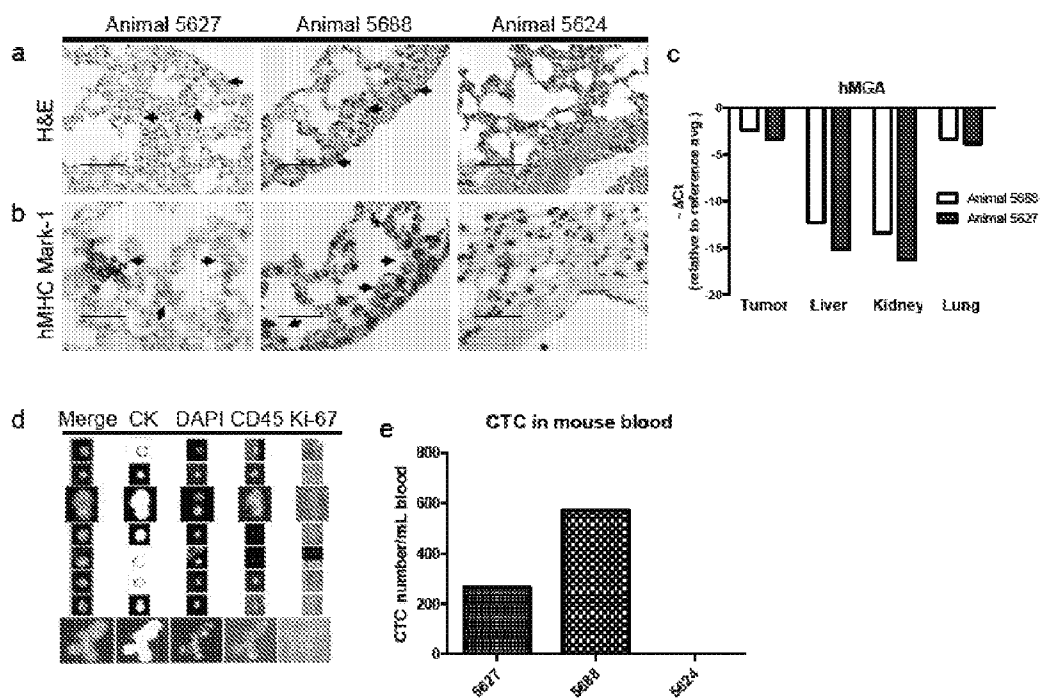 Animal 5627 Animal 5688 Animal 5624
a
H&E
b
hMHC Mark-1
c
hMGA
- ΔCt
(relative to reference avg.)
0
-5
-10
-15
-20
Tumor Liver Kidney Lung
Animal 5688
Animal 5627
d
Merge CK DAPI CD45 Ki-67
e
CTC in mouse blood
CTC number/mL blood
800
600
400
200
0
5627 5688 5624